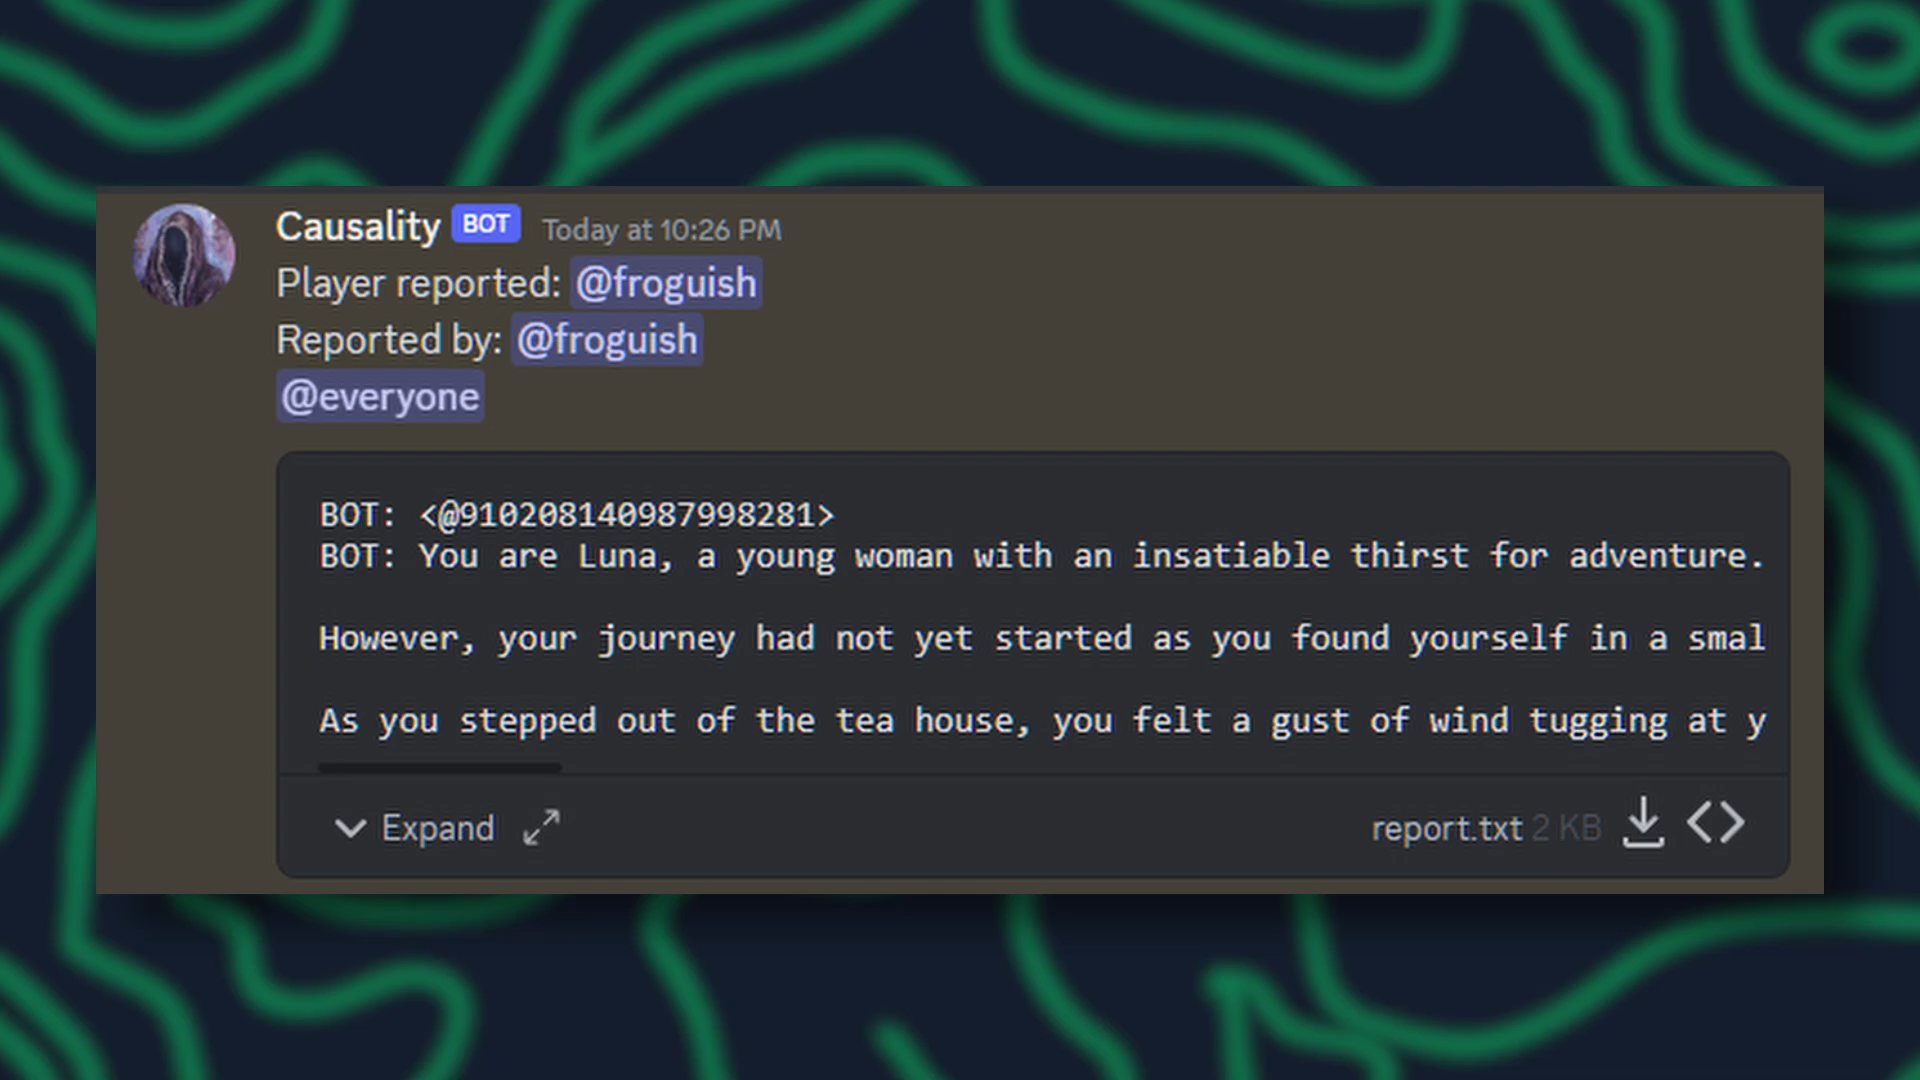 Causality BOT Today at 10:26 PM
Player reported: @froguish
Reported by: @froguish
@everyone
BOT: <@910208140987998281>
BOT: You are Luna, a young woman with an insatiable thirst for adventure.
However, your journey had not yet started as you found yourself in a smal
As you stepped out of the tea house, you felt a gust of wind tugging at y
Expand report.txt 2 KB